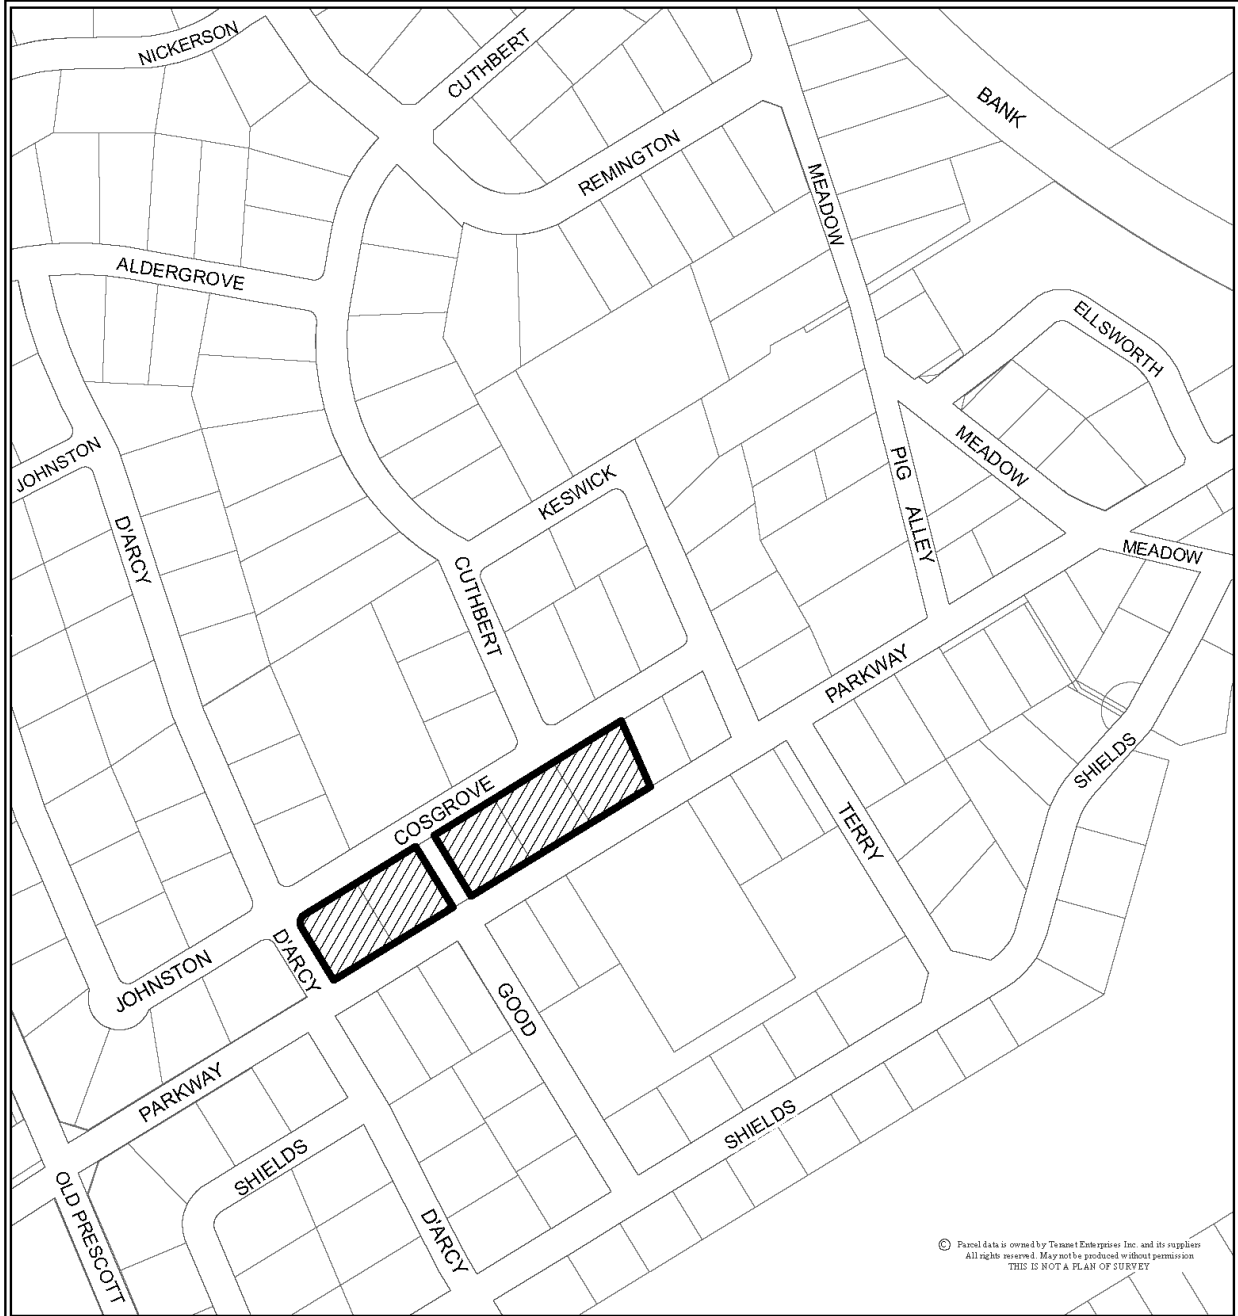 NICKERSON
CUTHBERT
BANK
REMINGTON
MEADOW
ALDERGROVE
ELLSWORTH
JOHNSTON
MEADOW
KESWICK
PIG ALLEY
D'ARCY
MEADOW
CUTHBERT
PARKWAY
SHIELDS
COSGROVE
TERRY
D'ARCY
JOHNSTON
GOOD
PARKWAY
SHIELDS
SHIELDS
OLD PRESCOTT
D'ARCY
© Parcel data is owned by Teranet Enterprises Inc. and its suppliers
All rights reserved. May not be produced without permission
THIS IS NOT A PLAN OF SURVEY